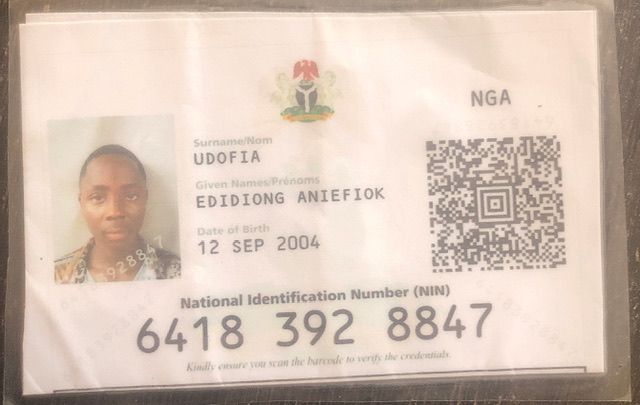 NGA
Surname/Nom
UDOFIA
Given Names/Prénoms
EDIDIONG ANIEFIOK
Date of Birth
12 SEP 2004
National Identification Number (NIN)
6418 392 8847
Kindly ensure you scan the barcode to verify the credentials.